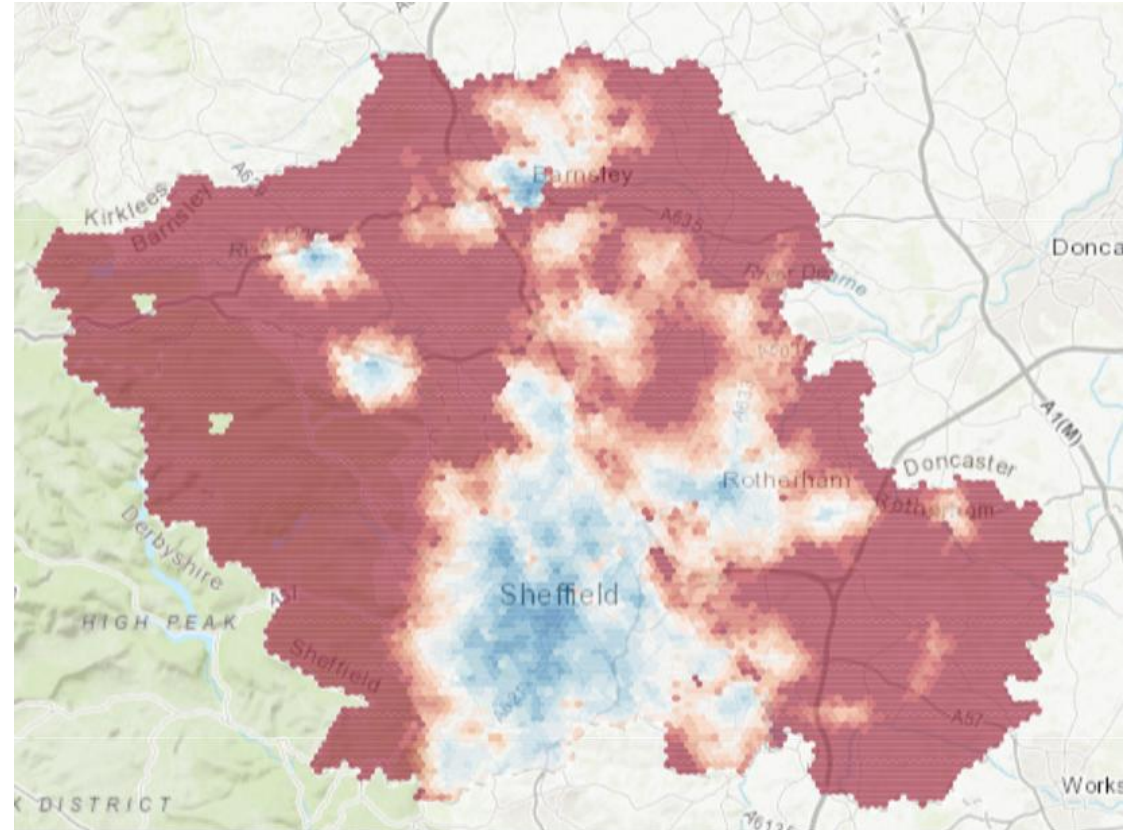 Kirklees
Barnsley
Barnsley
A635
River Dearne
Donca
A1(M)
Doncaster
Rotherham
Rotherham
Derbyshire
HIGH PEAK
Sheffield
Sheffield
A57
K DISTRICT
Works